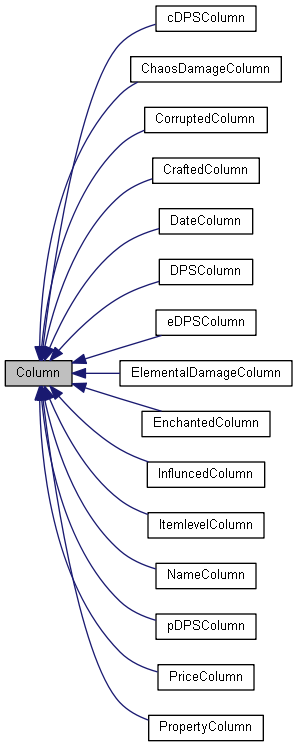 cDPSColumn
ChaosDamageColumn
CorruptedColumn
CraftedColumn
DateColumn
DPSColumn
eDPSColumn
Column
ElementalDamageColumn
EnchantedColumn
InfluncedColumn
ItemlevelColumn
NameColumn
pDPSColumn
PriceColumn
PropertyColumn